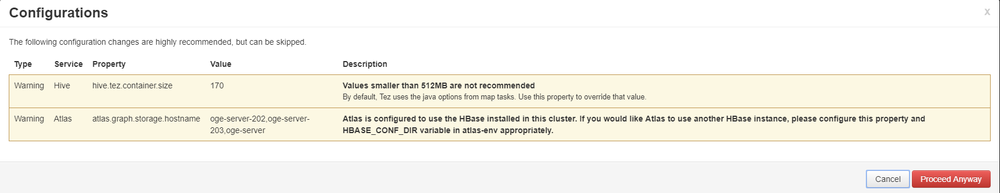 Configurations
x
The following configuration changes are highly recommended, but can be skipped.
Type Service Property Value Description
Warning Hive hive.tez.container.size 170 Values smaller than 512MB are not recommended
By default, Tez uses the java options from map tasks. Use this property to override that value.
Warning Atlas atlas.graph.storage.hostname oge-server-202,oge-server- Atlas is configured to use the HBase installed in this cluster. If you would like Atlas to use another HBase instance, please configure this property and
203,oge-server HBASE_CONF_DIR variable in atlas-env appropriately.
Cancel Proceed Anyway